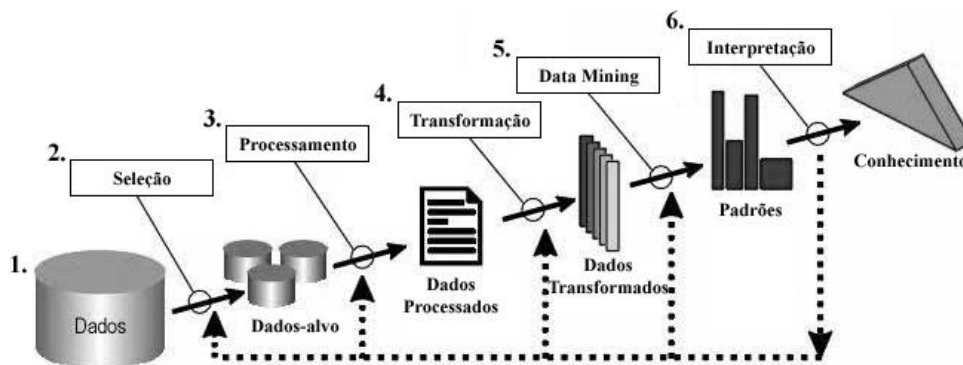 1.
Dados
2.
Seleção
Dados-alvo
3.
Processamento
Dados
Processados
4.
Transformação
Dados
Transformados
5.
Data Mining
Padrões
6.
Interpretação
Conhecimento